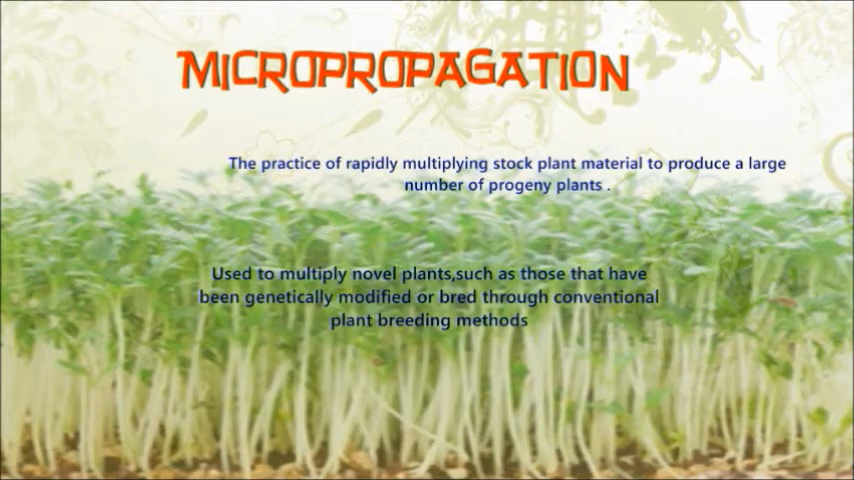 MICROPROPAGATION
The practice of rapidly multiplying stock plant material to produce a large
number of progeny plants .
Used to multiply novel plants,such as those that have
been genetically modified or bred through conventional
plant breeding methods